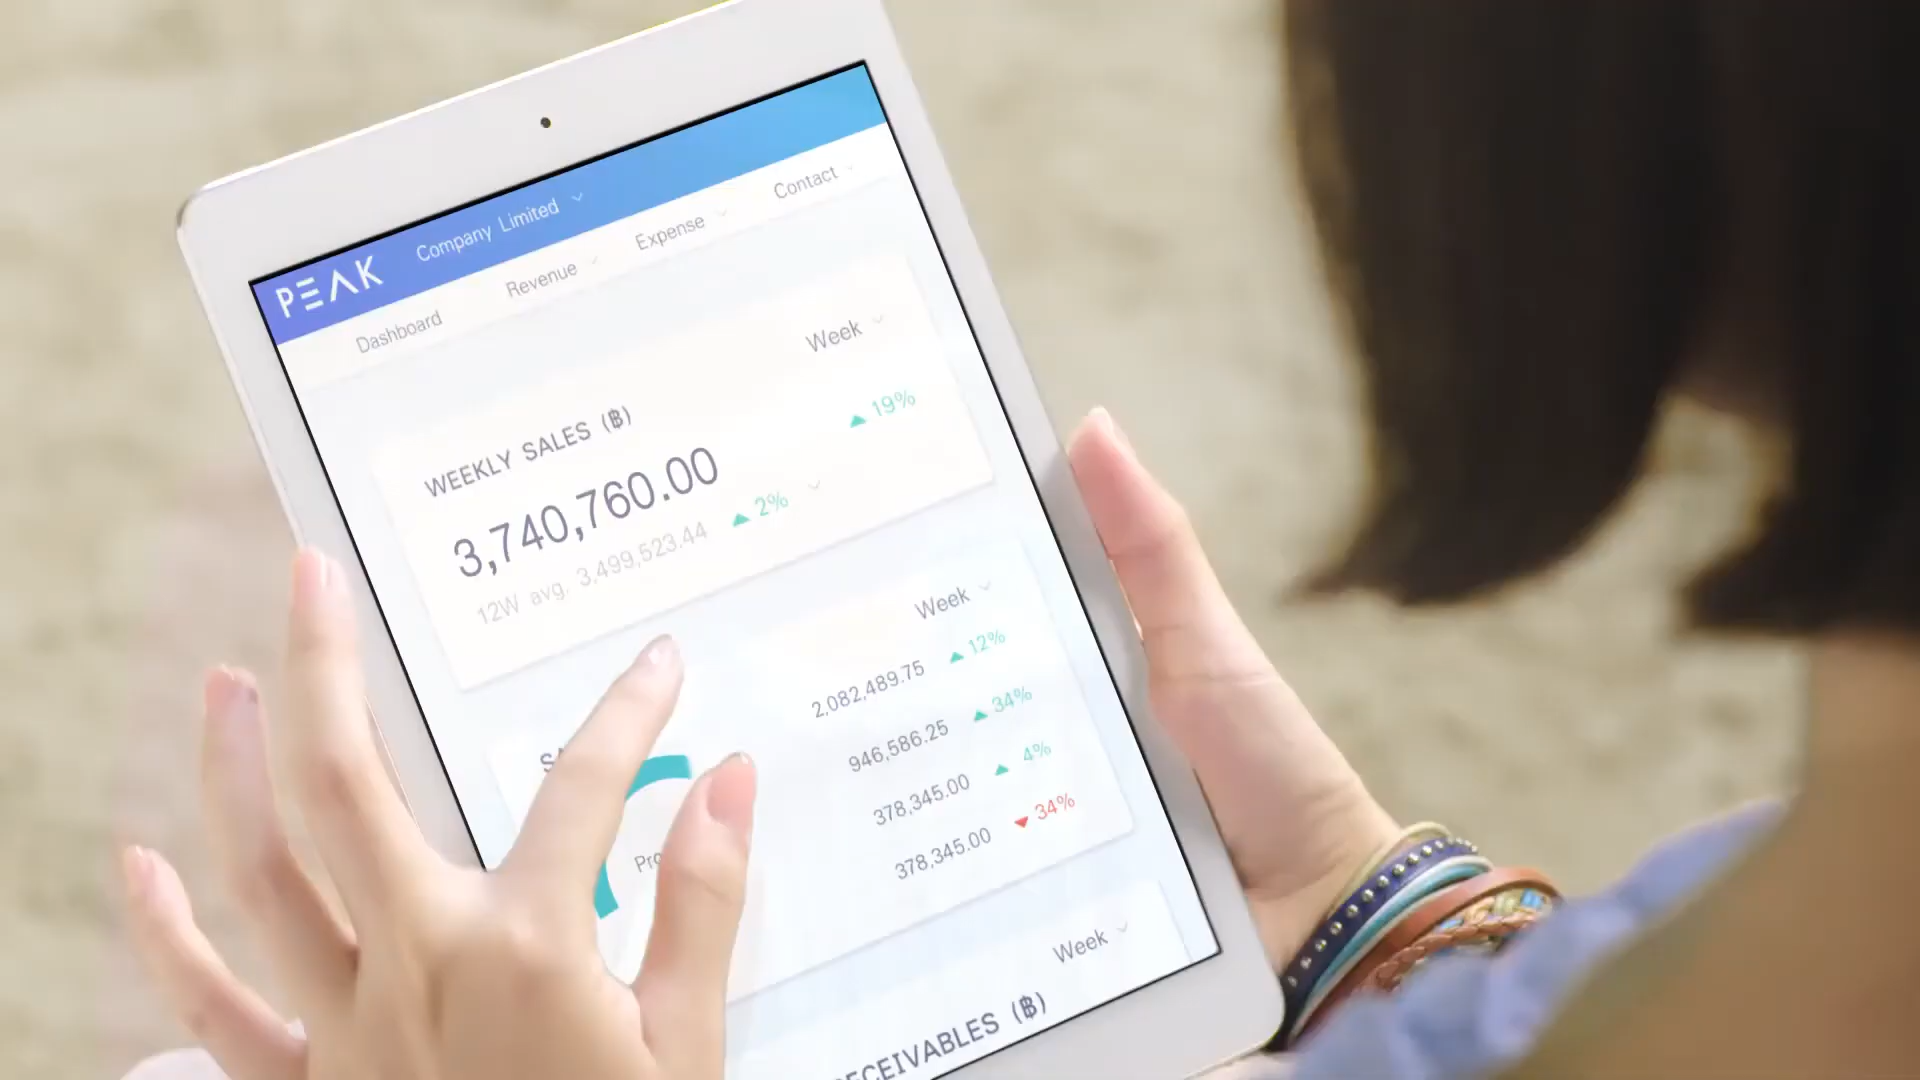 PEAK Company Limited
Dashboard Revenue Expense Contact
Week
WEEKLY SALES (฿)
3,740,760.00 19%
12W avg. 3,499,523.44 2%
Week
2,082,489.75 12%
946,586.25 34%
378,345.00 4%
378,345.00 34%
Week